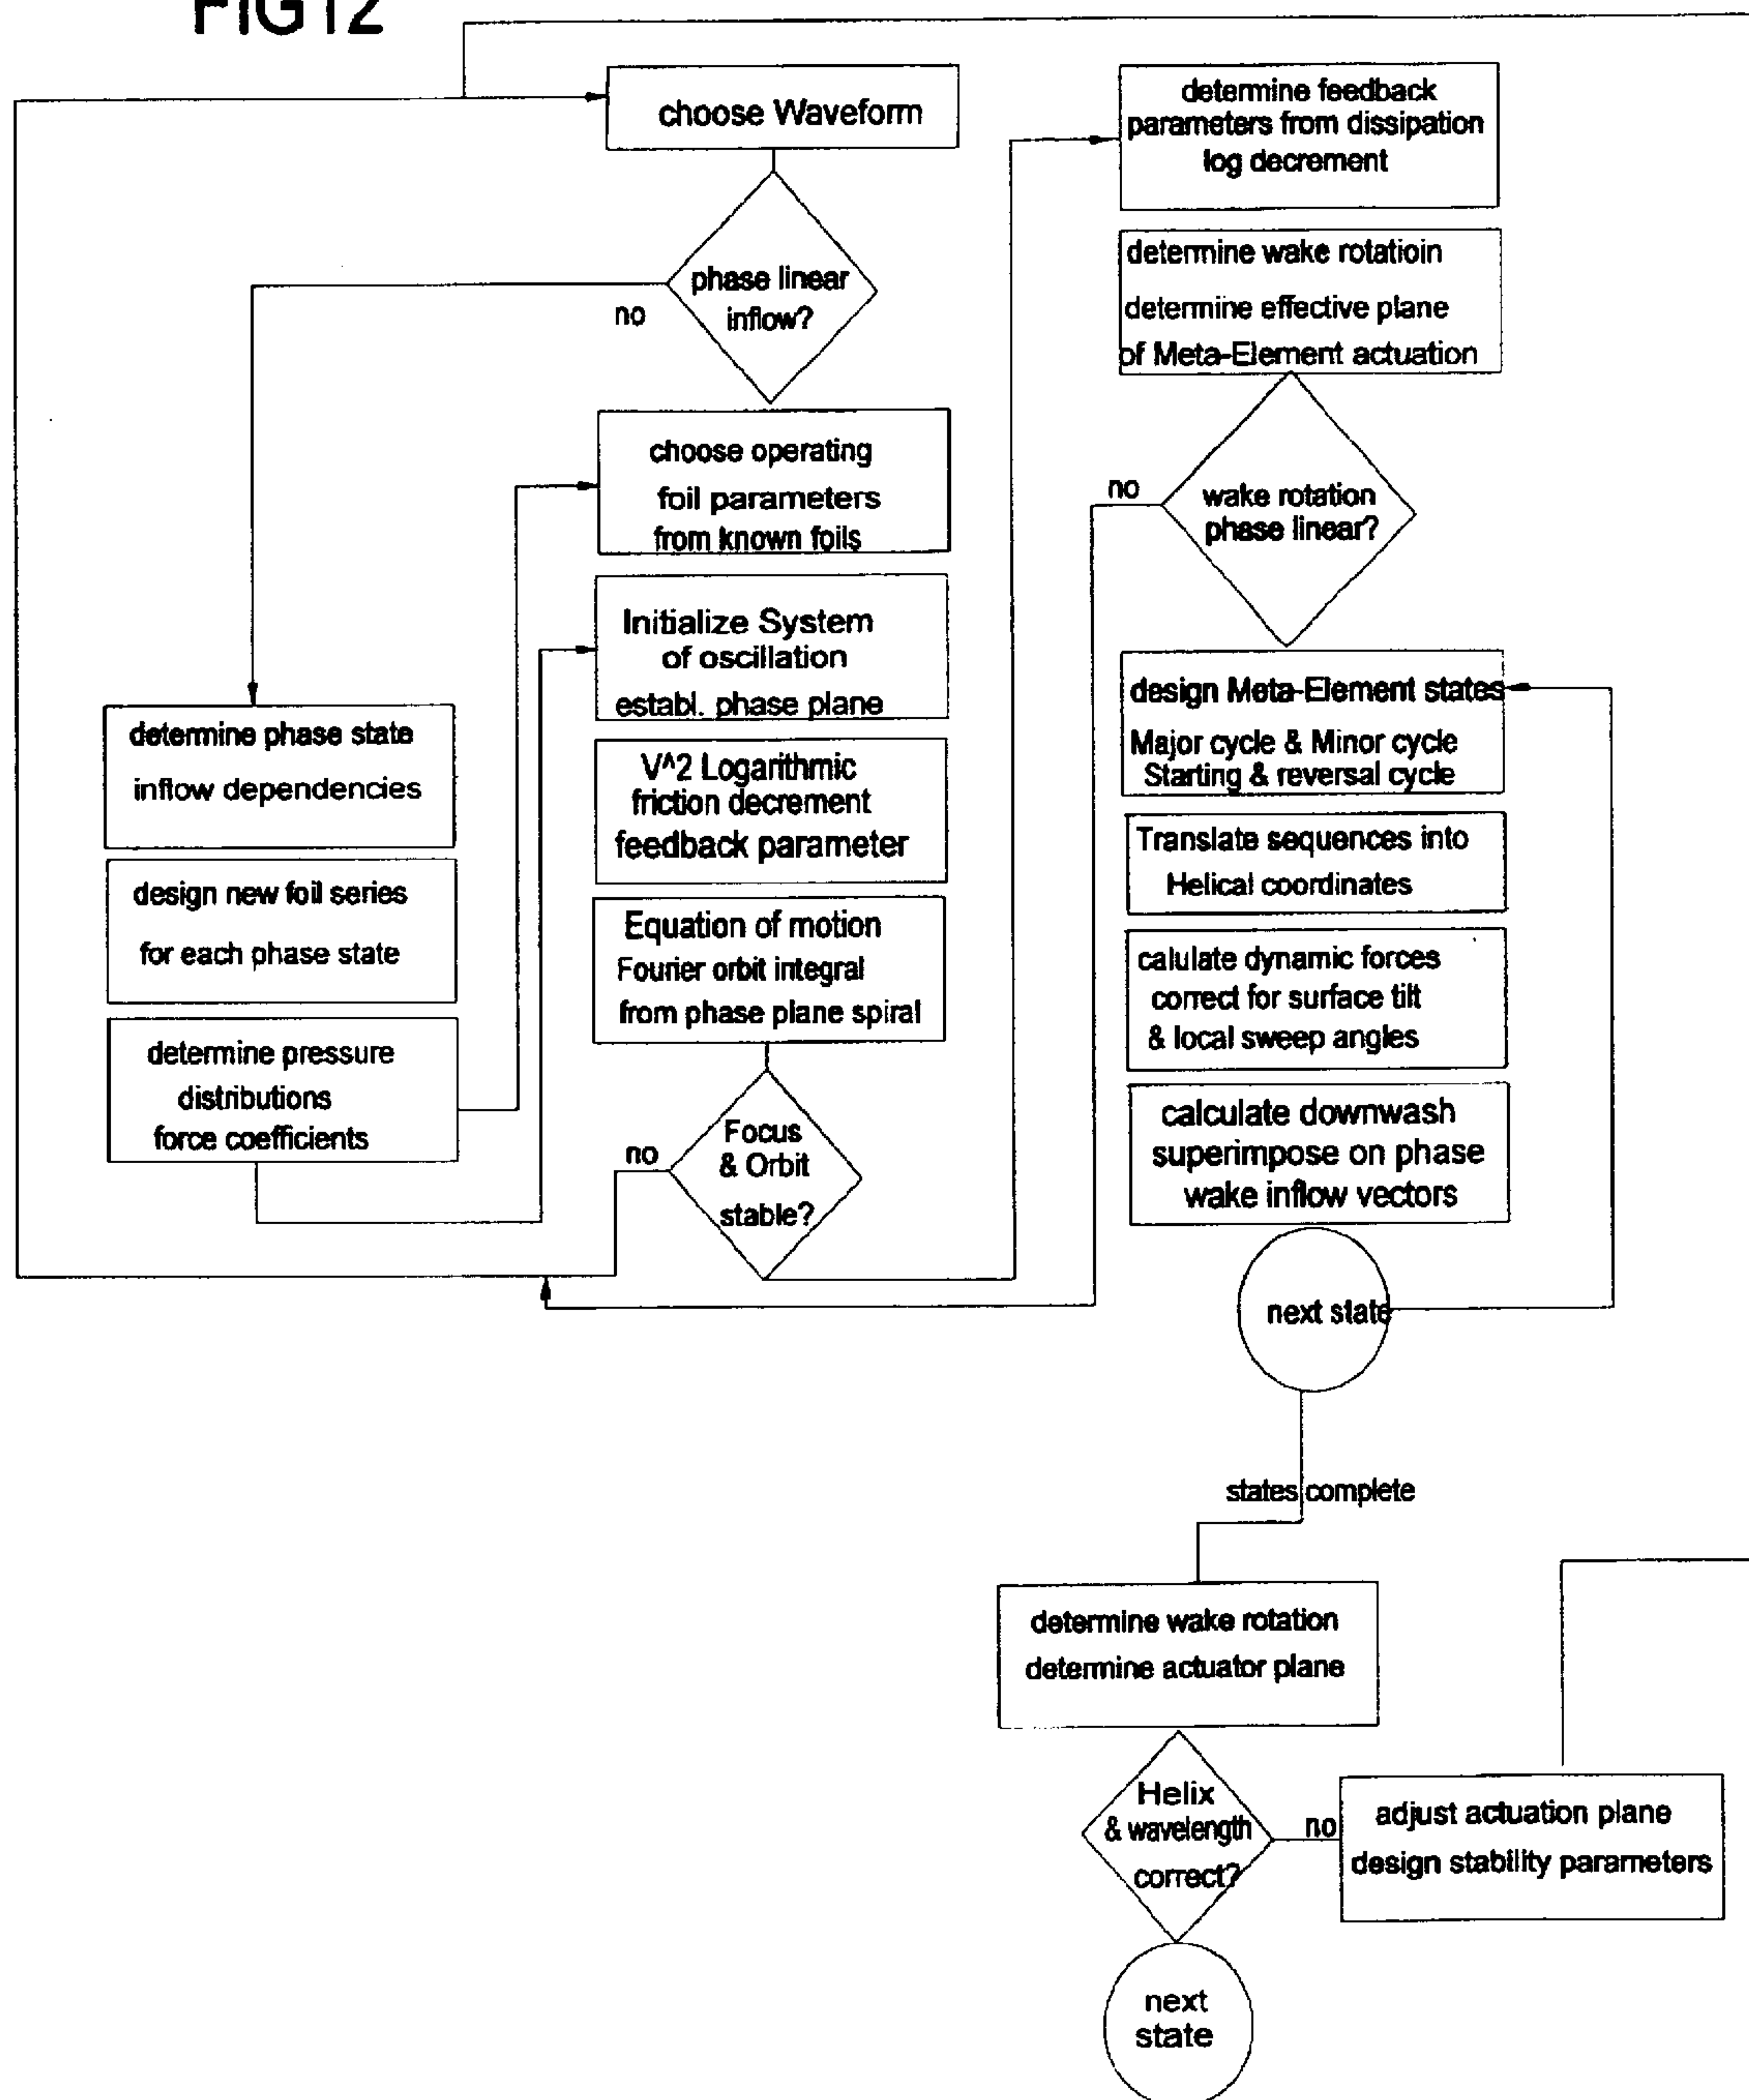 FIG12
choose Waveform
phase linear
inflow?
no
choose operating
foil parameters
from known foils
Initialize System
of oscillation
establ. phase plane
determine phase state
inflow dependencies
V^2 Logarithmic
friction decrement
feedback parameter
design new foil series
for each phase state
Equation of motion
Fourier orbit integral
from phase plane spiral
determine pressure
distributions
force coefficients
Focus
& Orbit
stable?
no
determine feedback
parameters from dissipation
log decrement
determine wake rotatioin
determine effective plane
of Meta-Element actuation
no
wake rotation
phase linear?
design Meta-Element states
Major cycle & Minor cycle
Starting & reversal cycle
Translate sequences into
Helical coordinates
calulate dynamic forces
correct for surface tilt
& local sweep angles
calculate downwash
superimpose on phase
wake inflow vectors
next state
states complete
determine wake rotation
determine actuator plane
Helix
& wavelength
correct?
no
adjust actuation plane
design stability parameters
next
state